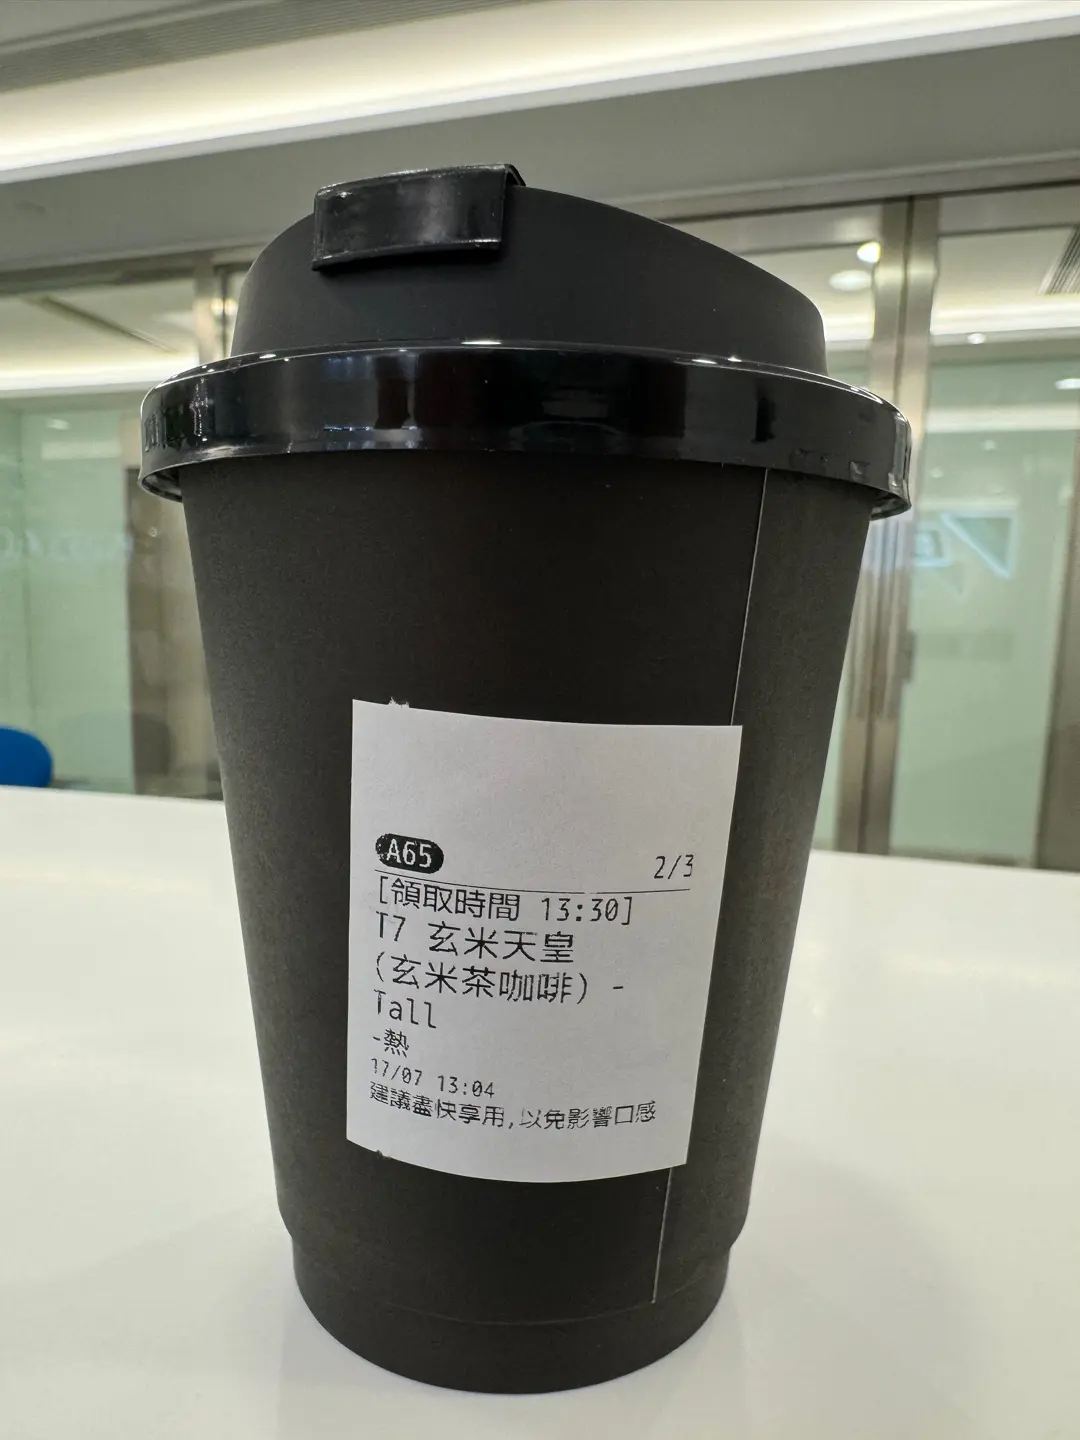 A65
2/3
[領取時間 13:30]
T7 玄米天皇
(玄米茶咖啡) -
Tall
-熱
17/07 13:04
建議盡快享用,以免影響口感